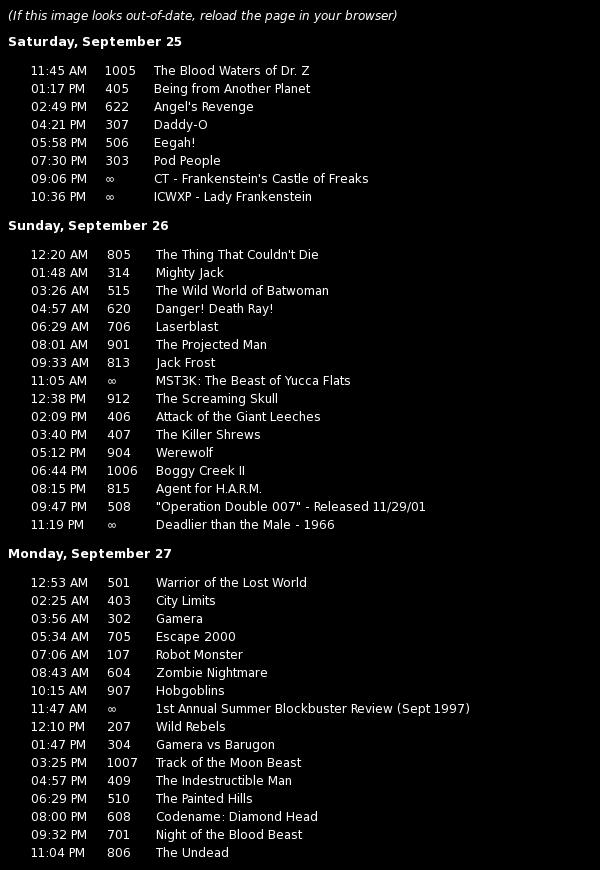 (If this image looks out-of-date, reload the page in your browser)
Saturday, September 25
11:45 AM 1005 The Blood Waters of Dr. Z
01:17 PM 405 Being from Another Planet
02:49 PM 622 Angel's Revenge
04:21 PM 307 Daddy-O
05:58 PM 506 Eegah!
07:30 PM 303 Pod People
09:06 PM ∞ CT - Frankenstein's Castle of Freaks
10:36 PM ∞ ICWXP - Lady Frankenstein
Sunday, September 26
12:20 AM 805 The Thing That Couldn't Die
01:48 AM 314 Mighty Jack
03:26 AM 515 The Wild World of Batwoman
04:57 AM 620 Danger! Death Ray!
06:29 AM 706 Laserblast
08:01 AM 901 The Projected Man
09:33 AM 813 Jack Frost
11:05 AM ∞ MST3K: The Beast of Yucca Flats
12:38 PM 912 The Screaming Skull
02:09 PM 406 Attack of the Giant Leeches
03:40 PM 407 The Killer Shrews
05:12 PM 904 Werewolf
06:44 PM 1006 Boggy Creek II
08:15 PM 815 Agent for H.A.R.M.
09:47 PM 508 "Operation Double 007" - Released 11/29/01
11:19 PM ∞ Deadlier than the Male - 1966
Monday, September 27
12:53 AM 501 Warrior of the Lost World
02:25 AM 403 City Limits
03:56 AM 302 Gamera
05:34 AM 705 Escape 2000
07:06 AM 107 Robot Monster
08:43 AM 604 Zombie Nightmare
10:15 AM 907 Hobgoblins
11:47 AM ∞ 1st Annual Summer Blockbuster Review (Sept 1997)
12:10 PM 207 Wild Rebels
01:47 PM 304 Gamera vs Barugon
03:25 PM 1007 Track of the Moon Beast
04:57 PM 409 The Indestructible Man
06:29 PM 510 The Painted Hills
08:00 PM 608 Codename: Diamond Head
09:32 PM 701 Night of the Blood Beast
11:04 PM 806 The Undead